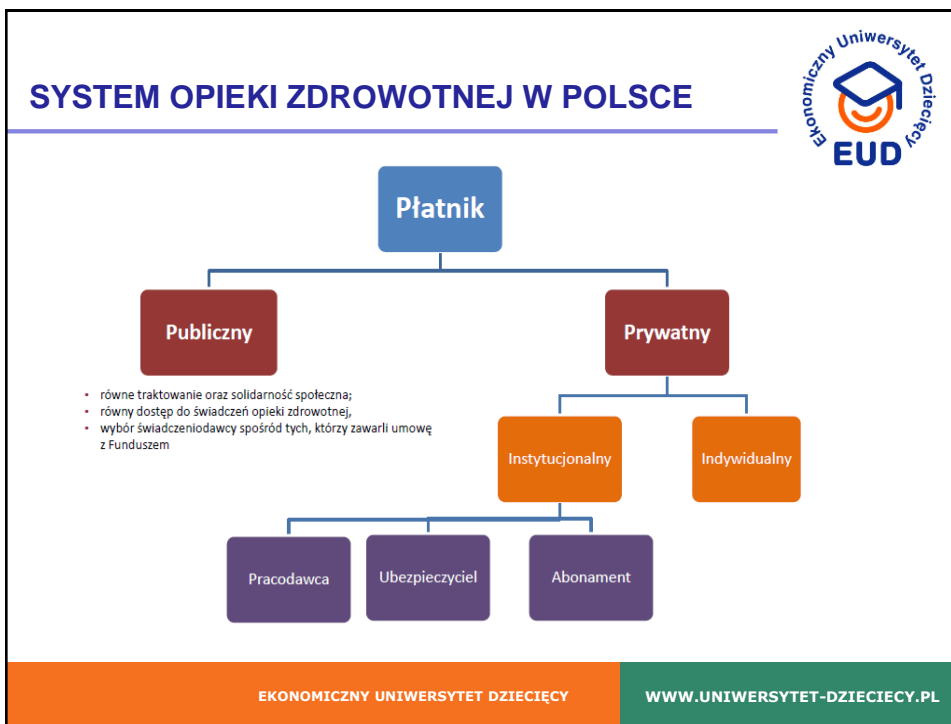 SYSTEM OPIEKI ZDROWOTNEJ W POLSCE
Ekonomiczny Uniwersytet Dziecięcy
EUD
Płatnik
Publiczny
Prywatny
• równe traktowanie oraz solidarność społeczna;
• równy dostęp do świadczeń opieki zdrowotnej,
• wybór świadczeniodawcy spośród tych, którzy zawarli umowę
z Funduszem
Instytucjonalny
Indywidualny
Pracodawca
Ubezpieczyciel
Abonament
EKONOMICZNY UNIWERSYTET DZIECIĘCY
WWW.UNIWERSYTET-DZIECIECY.PL